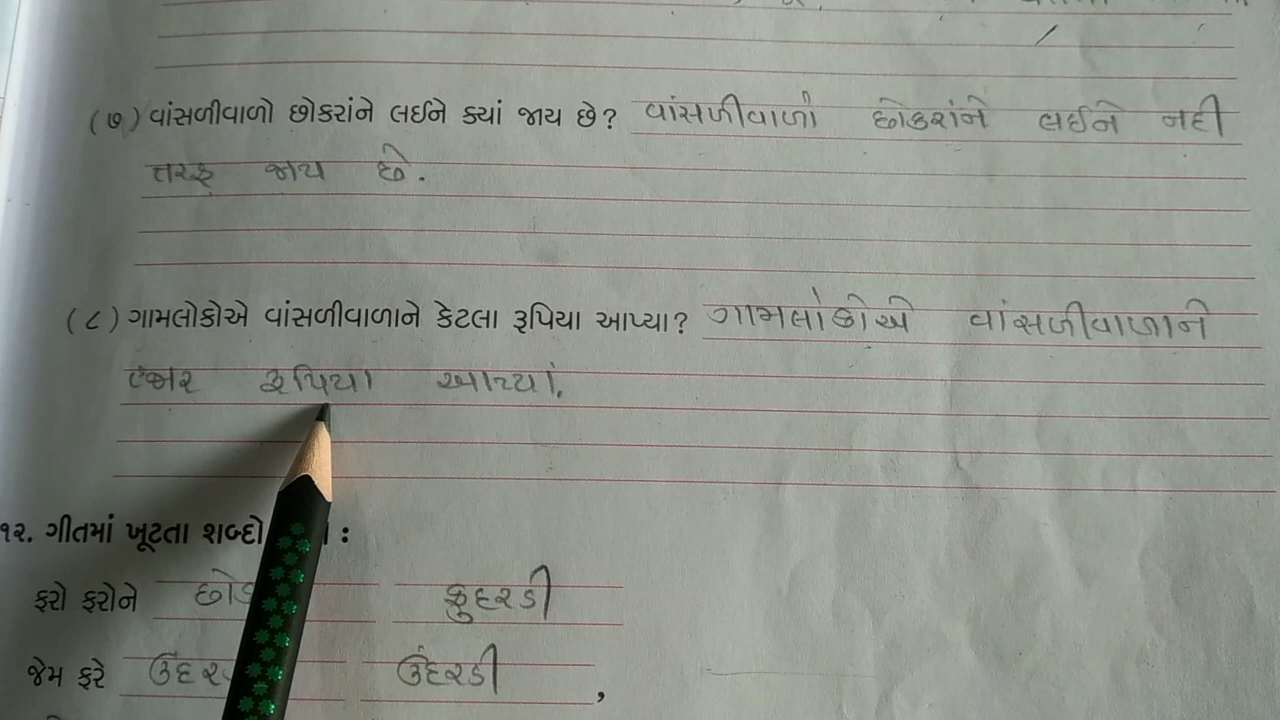 (૭) વાંસળીવાળો છોકરાંને લઈને ક્યાં જાય છે? વાંસળીવાળો છોકરાંને લઈને નદી
તરફ જાય છે.
(૮) ગામલોકોએ વાંસળીવાળાને કેટલા રૂપિયા આપ્યા? ગામલોકોએ વાંસળીવાળાને
હજાર રૂપિયા આપ્યાં.
૧૨. ગીતમાં ખૂટતા શબ્દો :
ફરો ફરોને ફુદરડી
જેમ ફરે ઉંદરડી,